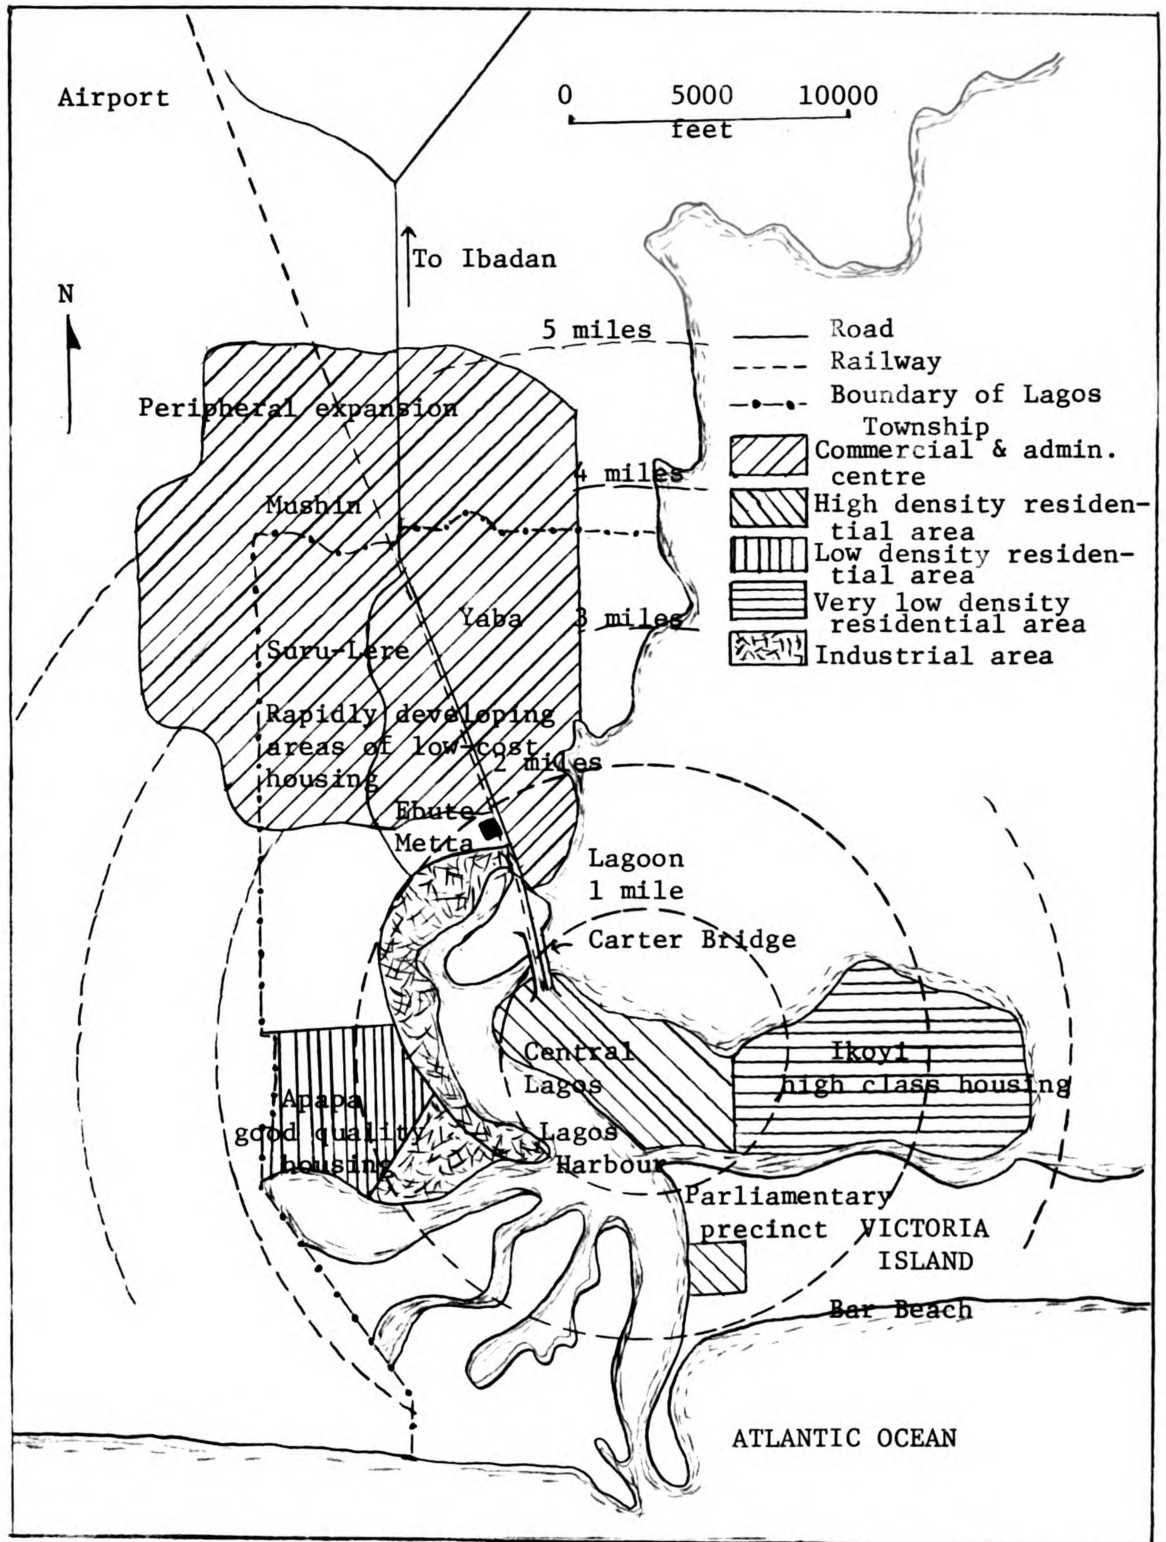 Airport
0 5000 10000
feet
To Ibadan
N
5 miles
Road
Railway
Boundary of Lagos
Township
Commercial & admin.
centre
High density residen-
tial area
Low density residen-
tial area
Very low density
residential area
Industrial area
Peripheral expansion
4 miles
Mushin
Yaba
3 miles
Suru-Lere
Rapidly developing
areas of low-cost
housing
2 miles
Ebute
Metta
Lagoon
1 mile
Carter Bridge
Central
Lagos
Ikoyi
high class housing
Apapa
good quality
housing
Lagos
Harbour
Parliamentary
precinct
VICTORIA
ISLAND
Bar Beach
ATLANTIC OCEAN